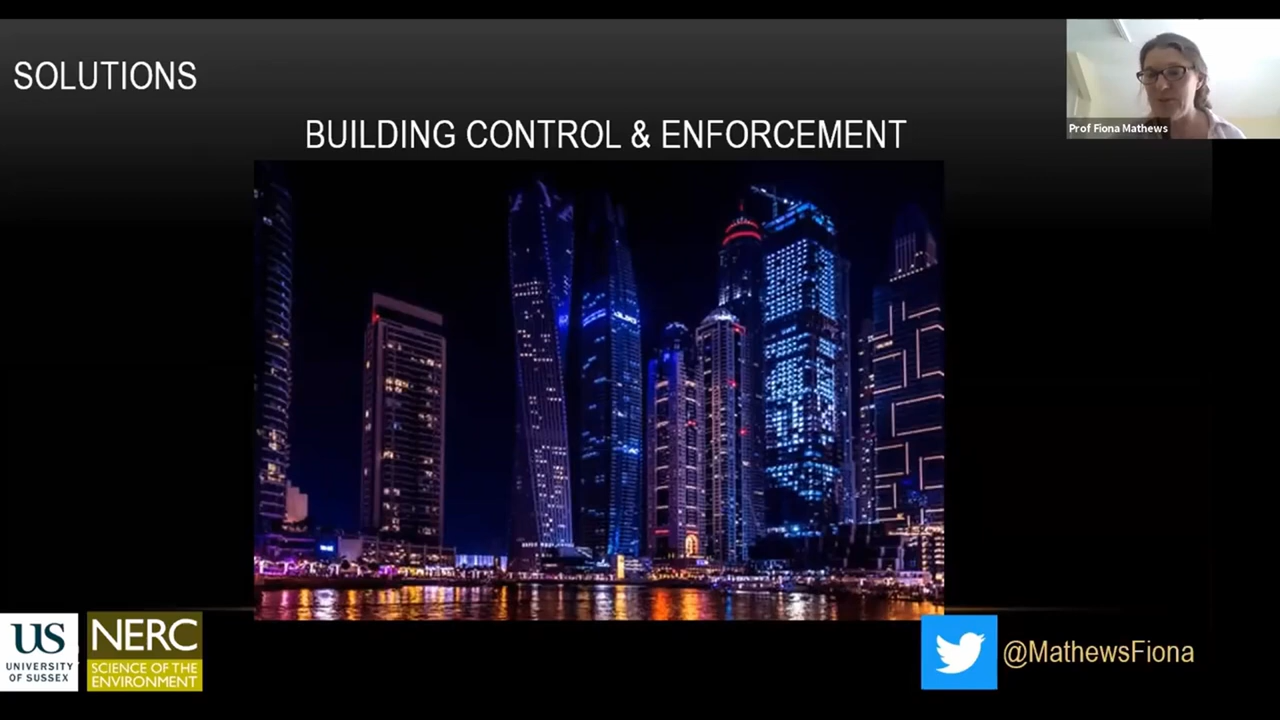 SOLUTIONS
BUILDING CONTROL & ENFORCEMENT
Prof Fiona Mathews
US
UNIVERSITY
OF SUSSEX
NERC
SCIENCE OF THE
ENVIRONMENT
@MathewsFiona